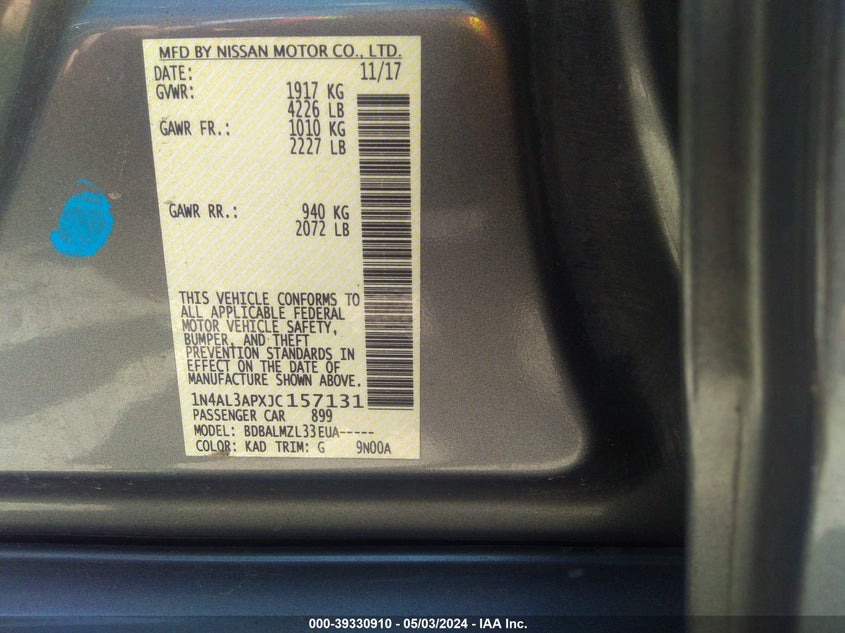 MFD BY NISSAN MOTOR CO., LTD.
DATE: 11/17
GVWR: 1917 KG
4226 LB
GAWR FR.: 1010 KG
2227 LB
GAWR RR.: 940 KG
2072 LB
THIS VEHICLE CONFORMS TO
ALL APPLICABLE FEDERAL
MOTOR VEHICLE SAFETY,
BUMPER, AND THEFT
PREVENTION STANDARDS IN
EFFECT ON THE DATE OF
MANUFACTURE SHOWN ABOVE.
1N4AL3APXJC157131
PASSENGER CAR 899
MODEL: BDBALMZL33EUA-----
COLOR: KAD TRIM: G 9N00A
000-39330910 - 05/03/2024 - IAA Inc.